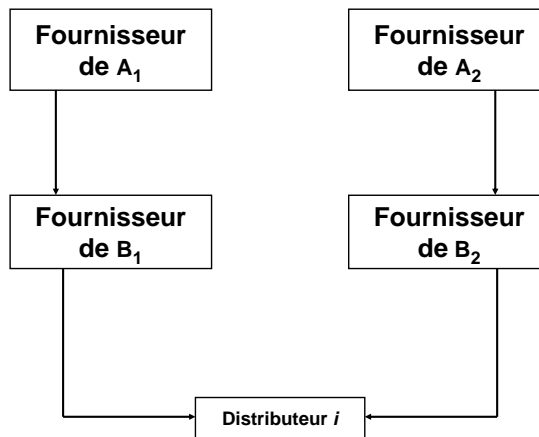 Fournisseur
de A1
Fournisseur
de A2
Fournisseur
de B1
Fournisseur
de B2
Distributeur i